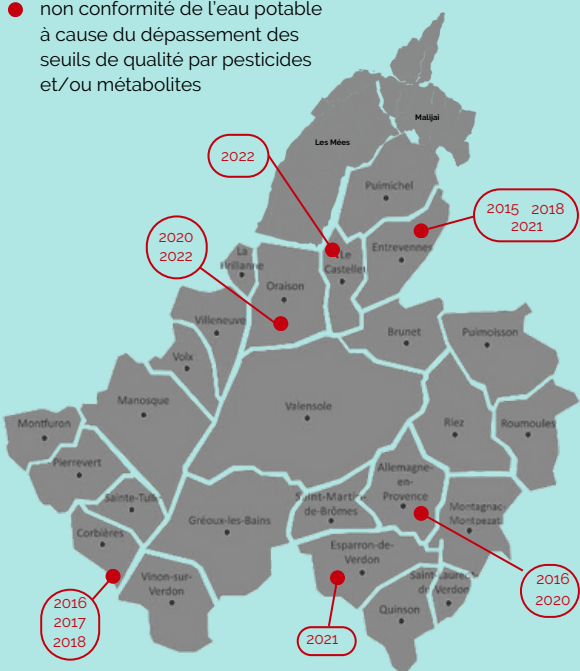 non conformité de l'eau potable
à cause du dépassement des
seuils de qualité par pesticides
et/ou métabolites
Malijai
Les Mées
2022
Puimichel
2015 2018
2021
2020
2022
La
Brillanne
Le
Castellet
Entrevennes
Oraison
Villeneuve
Brunet
Puimoisson
Volx
Manosque
Valensole
Montfuron
Riez
Roumoules
Pierrevert
Allemagne-
en-
Provence
Sainte-Tulle
Saint-Martin-
de-Brômes
Montagnac-
Montpezat
Corbières
Gréoux-les-Bains
Esparron-de-
Verdon
Vinon-sur-
Verdon
Saint-Laurent-
de-Verdon
Quinson
2016
2017
2018
2021
2016
2020